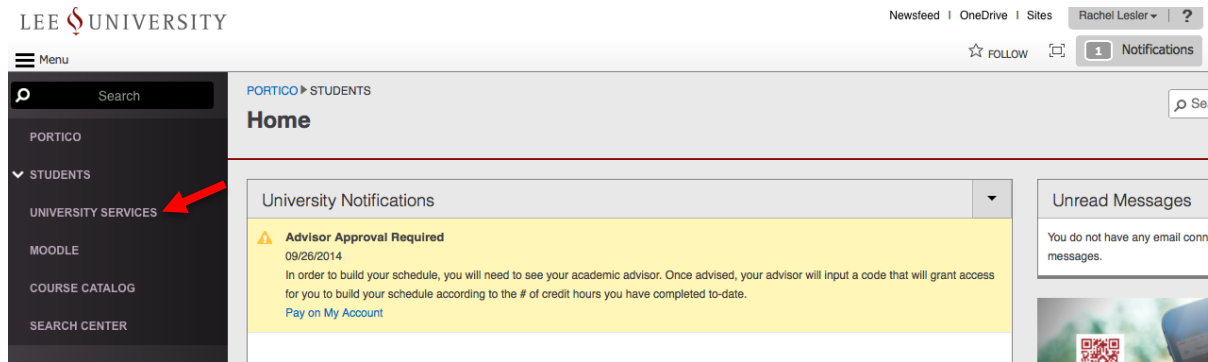 LEE UNIVERSITY
Newsfeed I OneDrive I Sites
Rachel Lesler
?
Menu
FOLLOW
1 Notifications
Search
PORTICO
STUDENTS
UNIVERSITY SERVICES
MOODLE
COURSE CATALOG
SEARCH CENTER
PORTICO STUDENTS
Home
University Notifications
Advisor Approval Required
09/26/2014
In order to build your schedule, you will need to see your academic advisor. Once advised, your advisor will input a code that will grant access
for you to build your schedule according to the # of credit hours you have completed to-date.
Pay on My Account
Unread Messages
You do not have any email conn
messages.